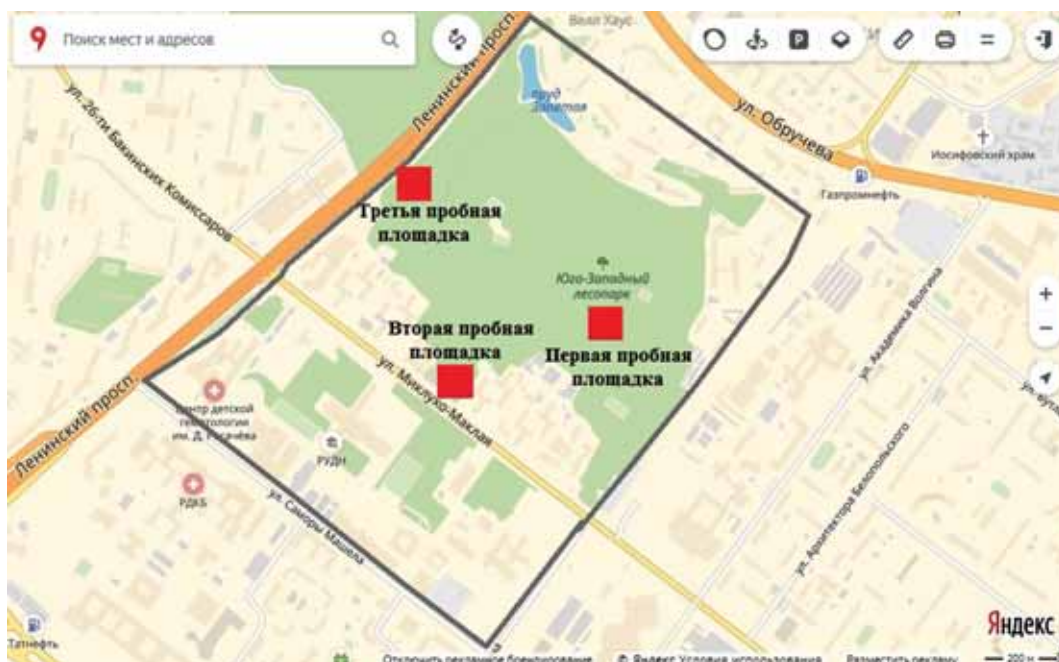 Поиск мест и адресов
Велл Хаус
Ленинский просп.
пруд
ул. 26-ти Бакинских Комиссаров
ул. Обручева
Иосифовский храм
Газпромнефть
Третья пробная
площадка
Юго-Западный
лесопарк
ул. Академика Волгина
Вторая пробная
площадка
Первая пробная
площадка
ул. Миклухо-Маклая
Ленинский просп.
Центр детской
гематологии
им. Д. Рогачёва
РУДН
РДКБ
ул. Саморы Машела
ул. Архитектора Белопольского
Яндекс
Татнефть
Отключить рекламное брендирование
© Яндекс Условия использования
Разместить рекламу
200 м